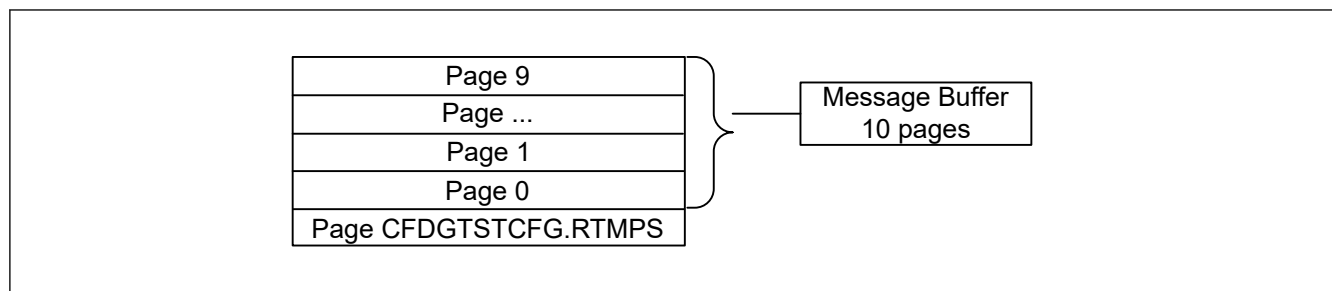 Page 9
Page ...
Page 1
Page 0
Page CFDGTSTCFG.RTMPS
Message Buffer
10 pages